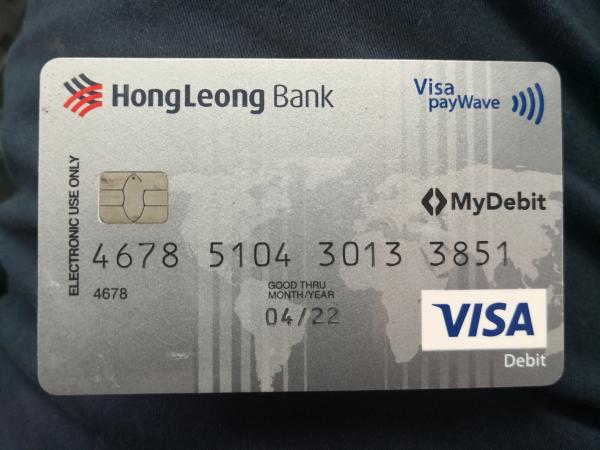 HongLeong Bank
Visa payWave
ELECTRONIC USE ONLY
MyDebit
4678 5104 3013 3851
4678
GOOD THRU
MONTH/YEAR
04/22
VISA
Debit